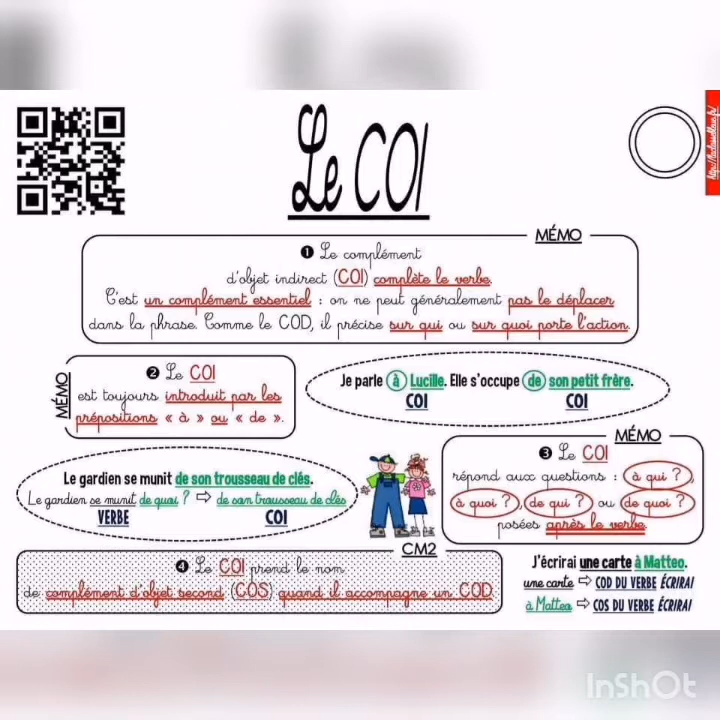 Le COI
MÉMO
❶ Le complément
d'objet indirect (COI) complète le verbe.
C'est un complément essentiel : on ne peut généralement pas le déplacer
dans la phrase. Comme le COD, il précise sur qui ou sur quoi porte l'action.
MÉMO
❷ Le COI
est toujours introduit par les
prépositions « à » ou « de ».
Je parle à Lucille. Elle s'occupe de son petit frère.
COI COI
Le gardien se munit de son trousseau de clés.
Le gardien se munit de quoi ? ⇨ de son trousseau de clés
VERBE COI
MÉMO
❸ Le COI
répond aux questions : à qui ?,
à quoi ?, de qui ? ou de quoi ?
posées après le verbe.
CM2
❹ Le COI prend le nom
de complément d'objet second (COS) quand il accompagne un COD.
J'écrirai une carte à Matteo.
une carte ⇨ COD DU VERBE ÉCRIRAI
à Matteo ⇨ COS DU VERBE ÉCRIRAI
InShOt